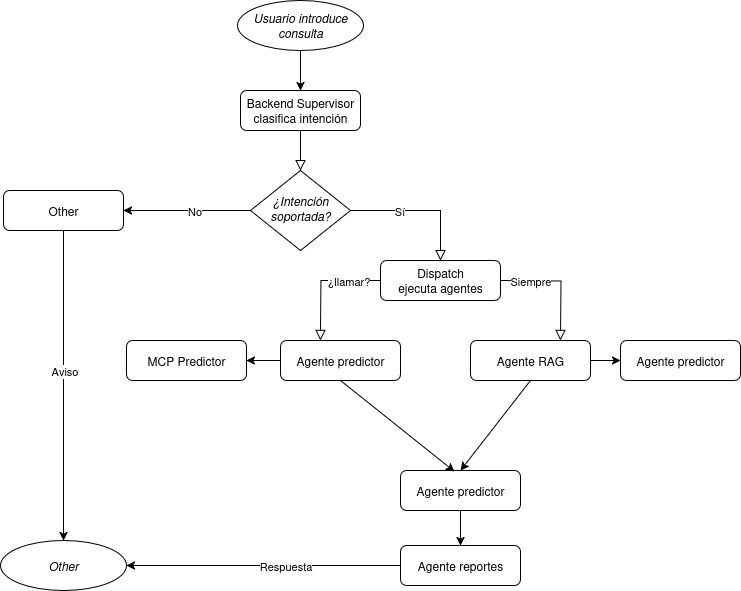 Usuario introduce
consulta
Backend Supervisor
clasifica intención
¿Intención
soportada?
No
Sí
Other
Dispatch
ejecuta agentes
¿llamar?
Siempre
MCP Predictor
Agente predictor
Agente RAG
Agente predictor
Aviso
Agente predictor
Agente reportes
Respuesta
Other